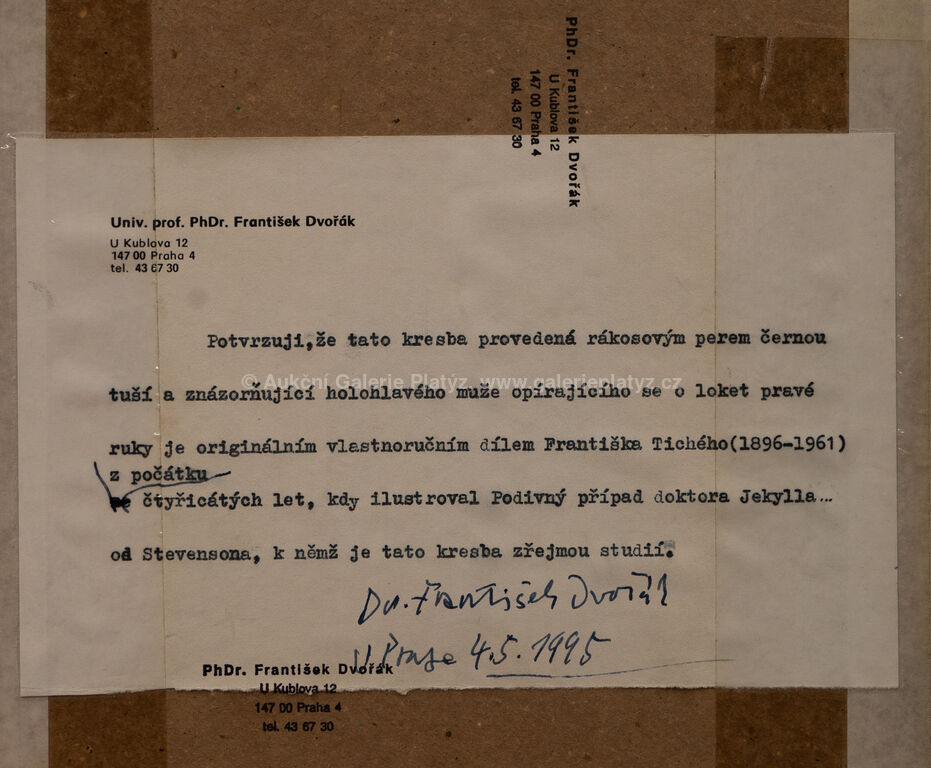 PhDr. František Dvořák
U Kublova 12
147 00 Praha 4
tel. 43 67 30
Univ. prof. PhDr. František Dvořák
U Kublova 12
147 00 Praha 4
tel. 43 67 30
Potvrzuji,že tato kresba provedená rákosovým perem černou
© Aukční Galerie Platýz, www.galerieplatyz.cz
tuší a znázorňující holohlavého muže opírajícího se o loket pravé
ruky je originálním vlastnoručním dílem Františka Tichého(1896-1961)
z počátku
čtyřicátých let, kdy ilustroval Podivný případ doktora Jekylla...
od Stevensona, k němž je tato kresba zřejmou studií.
Dr. František Dvořák
V Praze 4.5.1995
PhDr. František Dvořák
U Kublova 12
147 00 Praha 4
tel. 43 67 30